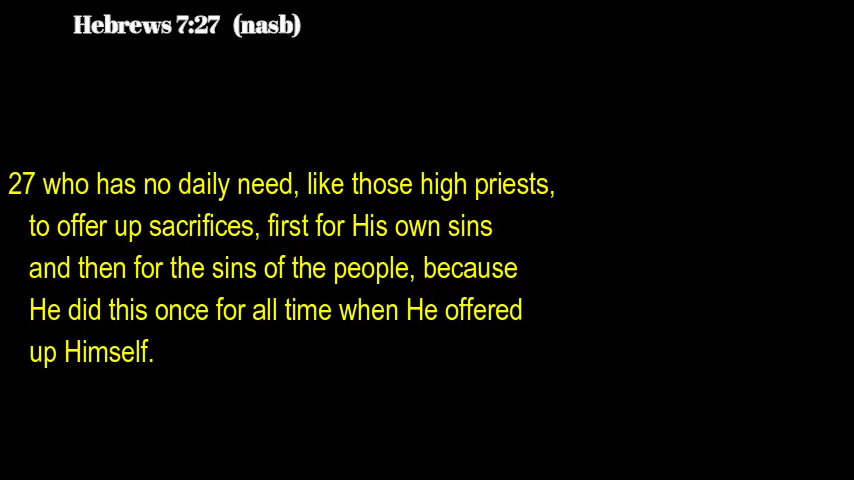 Hebrews 7:27 (nasb)
27 who has no daily need, like those high priests,
to offer up sacrifices, first for His own sins
and then for the sins of the people, because
He did this once for all time when He offered
up Himself.